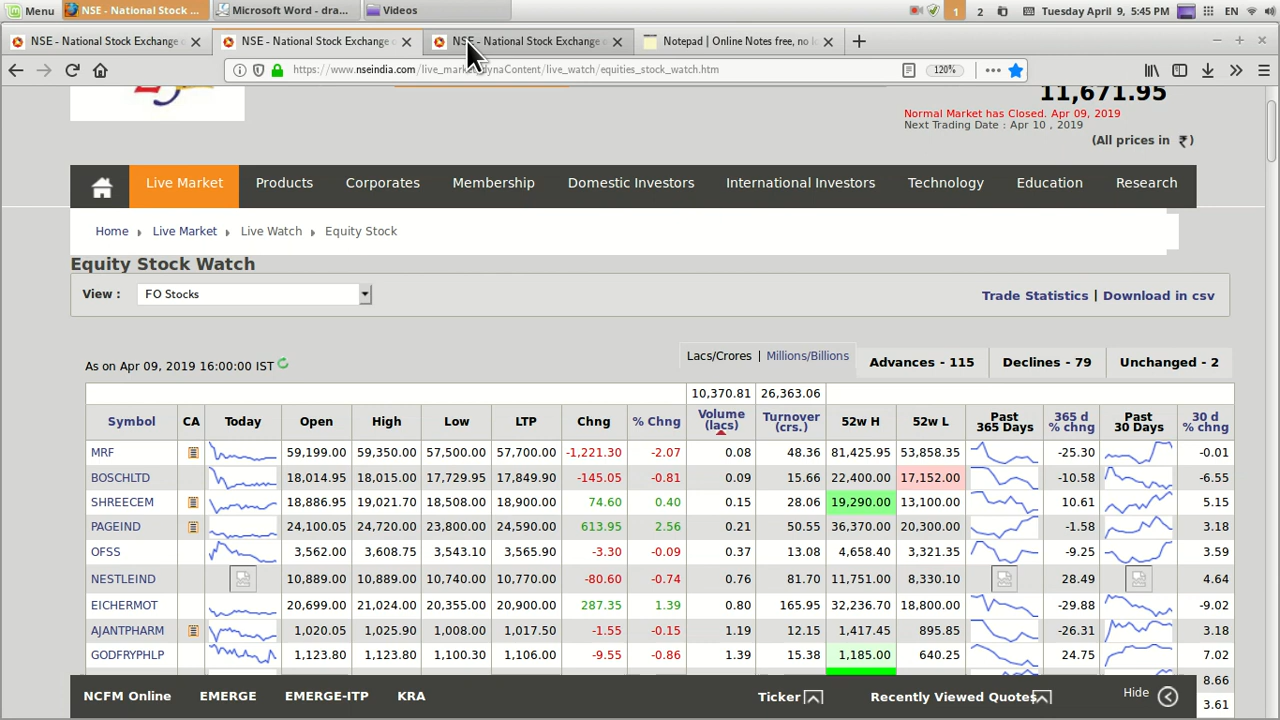 Menu NSE - National Stock ... Microsoft Word - dra... Videos 1 2 Tuesday April 9, 5:45 PM EN
NSE - National Stock Exchange o NSE - National Stock Exchange o NSE - National Stock Exchange o Notepad | Online Notes free, no lo
https://www.nseindia.com/live_market/dynaContent/live_watch/equities_stock_watch.htm 120%
11,671.95
Normal Market has Closed. Apr 09, 2019
Next Trading Date : Apr 10 , 2019
(All prices in ₹)
Live Market Products Corporates Membership Domestic Investors International Investors Technology Education Research
Home Live Market Live Watch Equity Stock
Equity Stock Watch
View : FO Stocks Trade Statistics | Download in csv
As on Apr 09, 2019 16:00:00 IST Lacs/Crores | Millions/Billions Advances - 115 Declines - 79 Unchanged - 2
10,370.81 26,363.06
Symbol CA Today Open High Low LTP Chng % Chng Volume (lacs) Turnover (crs.) 52w H 52w L Past 365 Days 365 d % chng Past 30 Days 30 d % chng
MRF 59,199.00 59,350.00 57,500.00 57,700.00 -1,221.30 -2.07 0.08 48.36 81,425.95 53,858.35 -25.30 -0.01
BOSCHLTD 18,014.95 18,015.00 17,729.95 17,849.90 -145.05 -0.81 0.09 15.66 22,400.00 17,152.00 -10.58 -6.55
SHREECEM 18,886.95 19,021.70 18,658.00 18,900.00 74.60 0.40 0.15 28.06 19,290.00 13,100.00 10.61 5.15
PAGEIND 24,100.05 24,720.00 23,800.00 24,590.00 613.95 2.56 0.21 50.55 36,370.00 20,300.00 -1.58 3.18
OFSS 3,562.00 3,608.75 3,543.10 3,565.90 -3.30 -0.09 0.37 13.08 4,658.40 3,321.35 -9.25 3.59
NESTLEIND 10,889.00 10,889.00 10,740.00 10,770.00 -80.60 -0.74 0.76 81.70 11,751.00 8,330.10 28.49 4.64
EICHERMOT 20,699.00 21,024.00 20,355.00 20,900.00 287.35 1.39 0.80 165.95 32,236.70 18,800.00 -29.88 -9.02
AJANTPHARM 1,020.05 1,025.90 1,008.00 1,017.50 -1.55 -0.15 1.19 12.15 1,417.45 895.85 -26.31 3.18
GODFRYPHLP 1,123.80 1,123.80 1,100.30 1,106.00 -9.55 -0.86 1.39 15.38 1,185.00 640.25 24.75 7.02
8.66
NCFM Online EMERGE EMERGE-ITP KRA Ticker Recently Viewed Quotes Hide
3.61